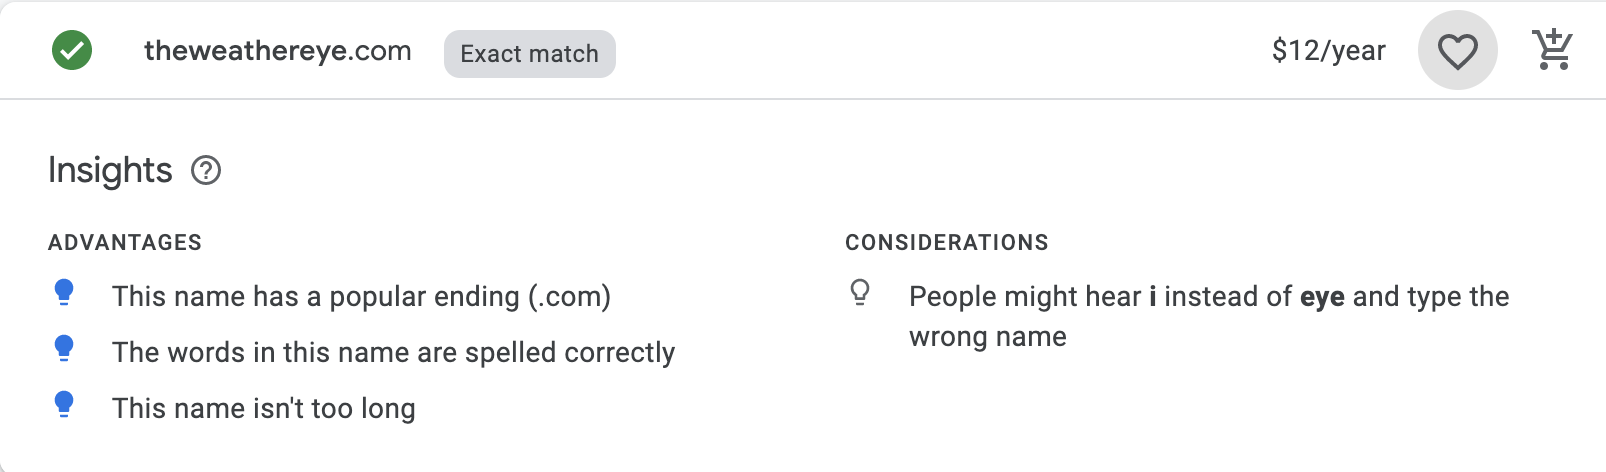 theweathereye.com Exact match $12/year
Insights
ADVANTAGES
This name has a popular ending (.com)
The words in this name are spelled correctly
This name isn't too long
CONSIDERATIONS
People might hear i instead of eye and type the
wrong name